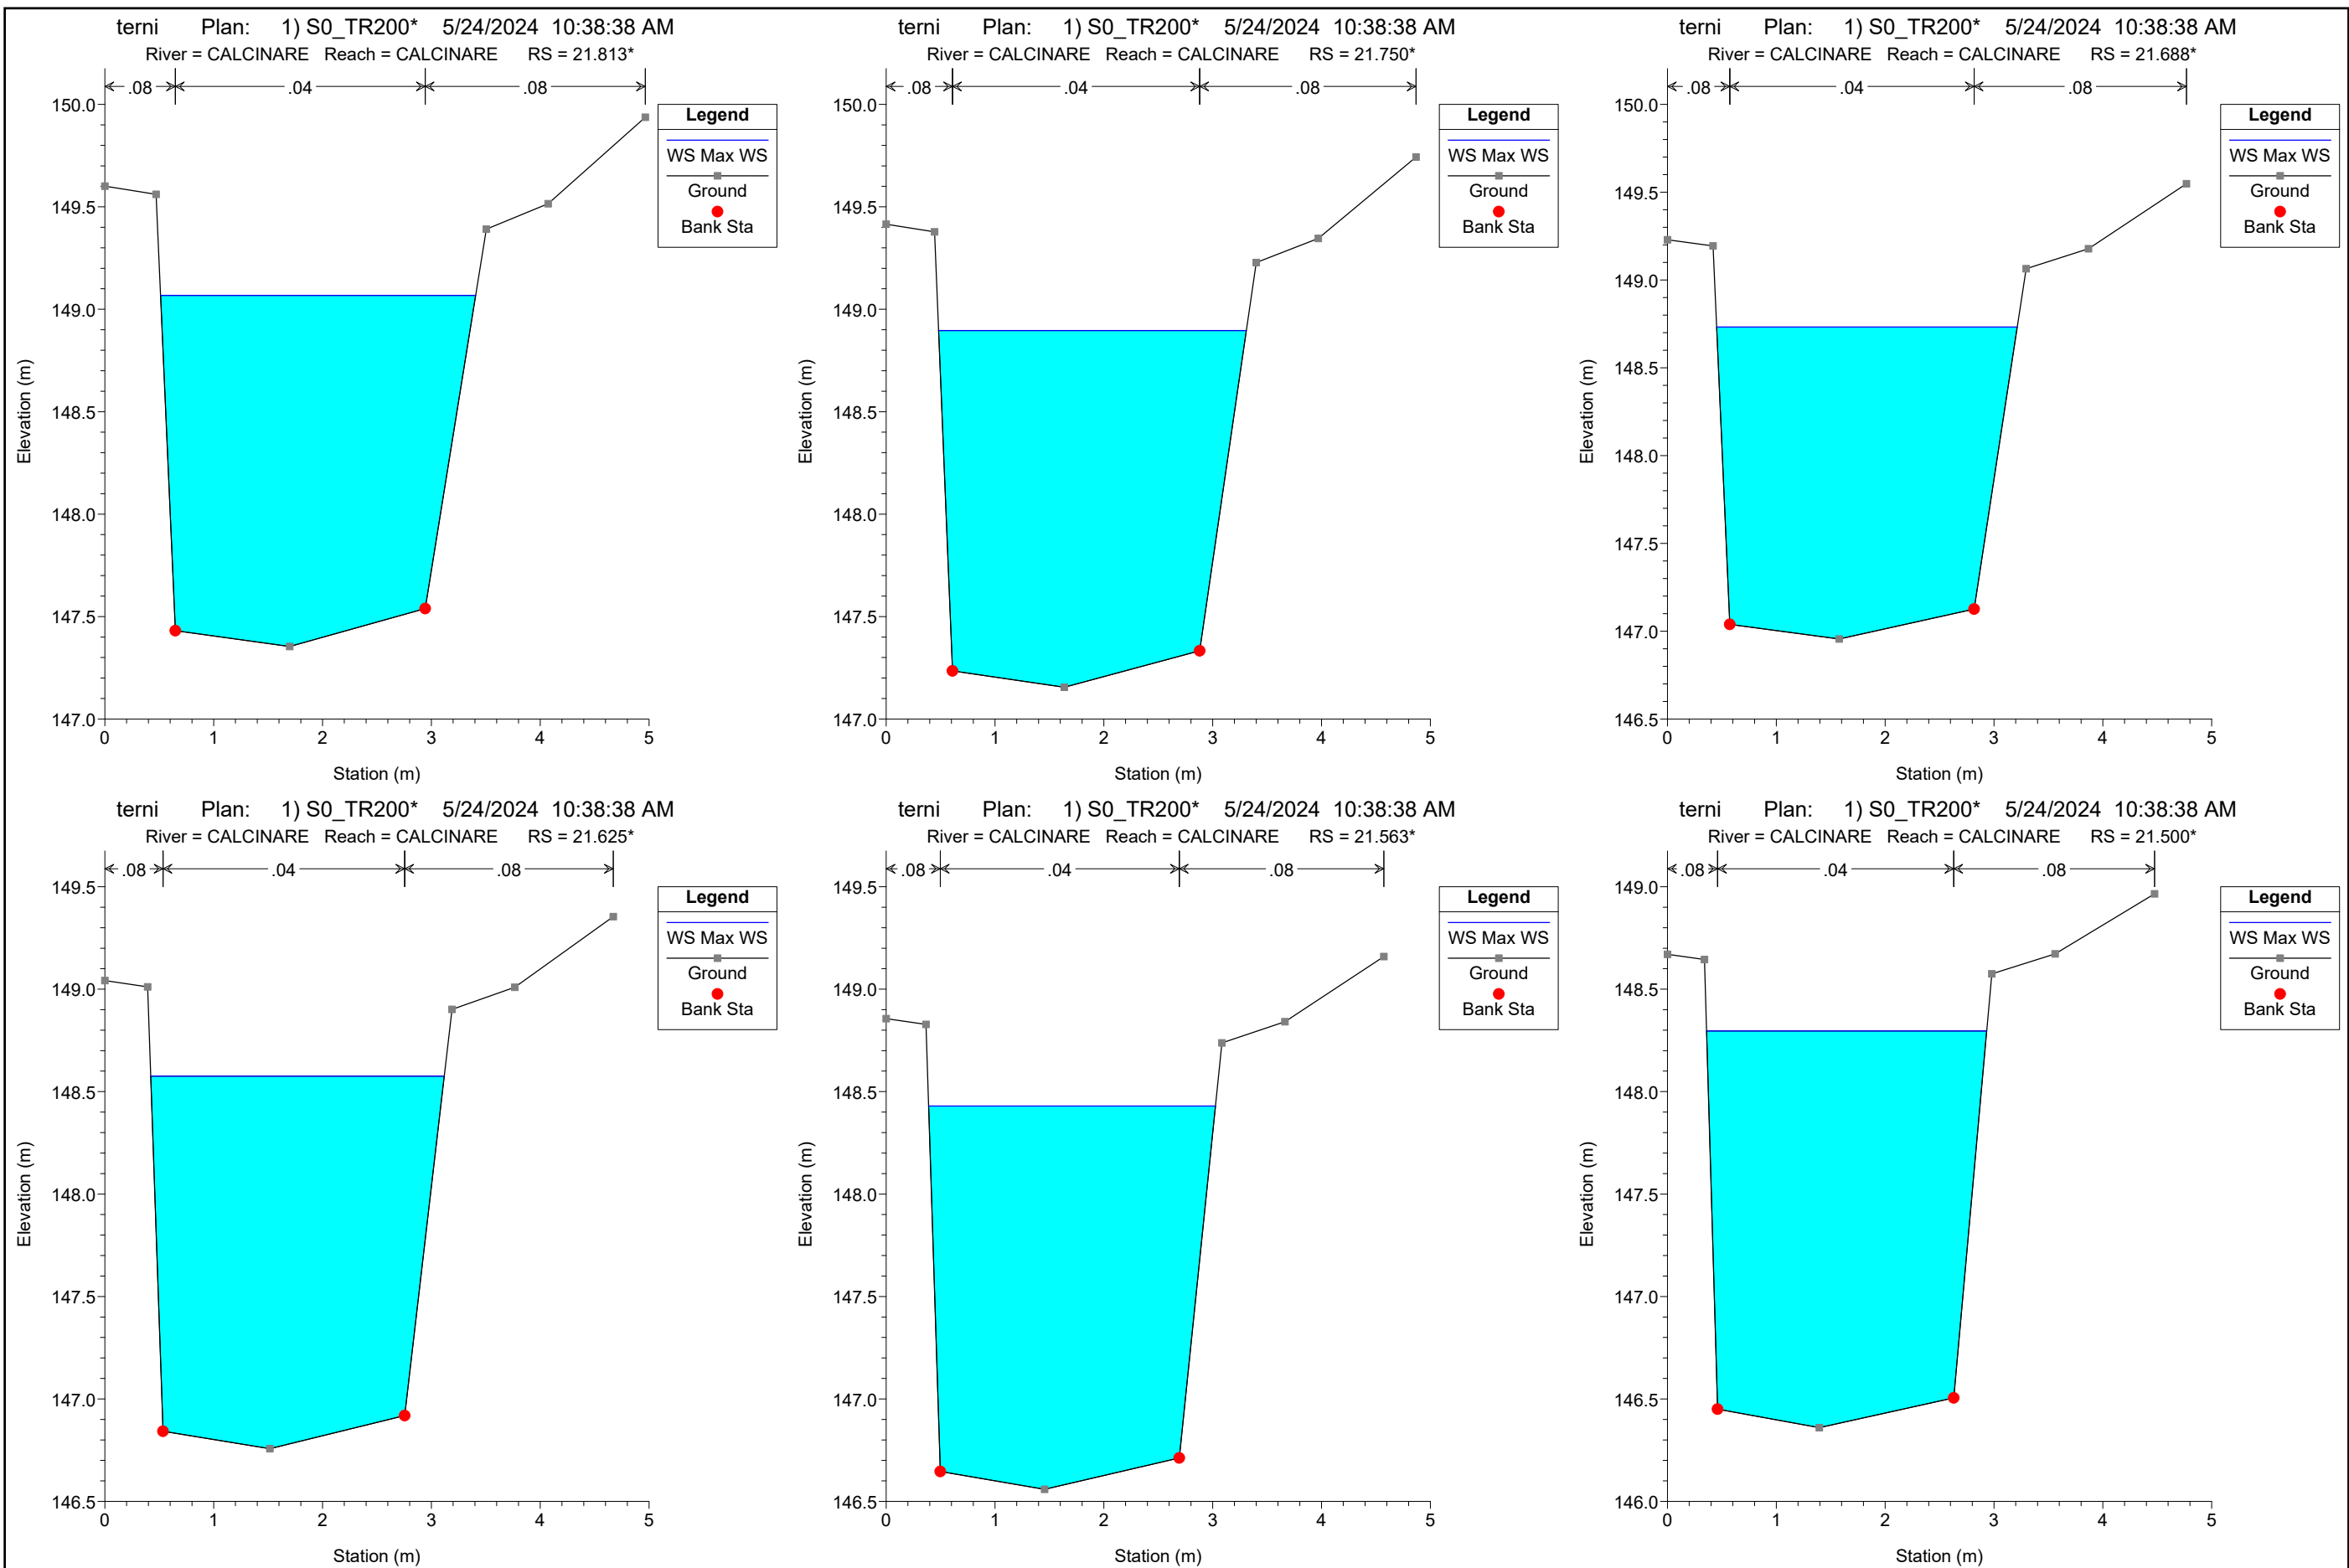 terni Plan: 1) S0_TR200* 5/24/2024 10:38:38 AM
River = CALCINARE Reach = CALCINARE RS = 21.813*
.08 .04 .08
Legend
WS Max WS
Ground
Bank Sta
150.0
149.5
149.0
148.5
148.0
147.5
147.0
Elevation (m)
0 1 2 3 4 5
Station (m)
terni Plan: 1) S0_TR200* 5/24/2024 10:38:38 AM
River = CALCINARE Reach = CALCINARE RS = 21.750*
.08 .04 .08
Legend
WS Max WS
Ground
Bank Sta
150.0
149.5
149.0
148.5
148.0
147.5
147.0
Elevation (m)
0 1 2 3 4 5
Station (m)
terni Plan: 1) S0_TR200* 5/24/2024 10:38:38 AM
River = CALCINARE Reach = CALCINARE RS = 21.688*
.08 .04 .08
Legend
WS Max WS
Ground
Bank Sta
150.0
149.5
149.0
148.5
148.0
147.5
147.0
146.5
Elevation (m)
0 1 2 3 4 5
Station (m)
terni Plan: 1) S0_TR200* 5/24/2024 10:38:38 AM
River = CALCINARE Reach = CALCINARE RS = 21.625*
.08 .04 .08
Legend
WS Max WS
Ground
Bank Sta
149.5
149.0
148.5
148.0
147.5
147.0
146.5
Elevation (m)
0 1 2 3 4 5
Station (m)
terni Plan: 1) S0_TR200* 5/24/2024 10:38:38 AM
River = CALCINARE Reach = CALCINARE RS = 21.563*
.08 .04 .08
Legend
WS Max WS
Ground
Bank Sta
149.5
149.0
148.5
148.0
147.5
147.0
146.5
Elevation (m)
0 1 2 3 4 5
Station (m)
terni Plan: 1) S0_TR200* 5/24/2024 10:38:38 AM
River = CALCINARE Reach = CALCINARE RS = 21.500*
.08 .04 .08
Legend
WS Max WS
Ground
Bank Sta
149.0
148.5
148.0
147.5
147.0
146.5
146.0
Elevation (m)
0 1 2 3 4 5
Station (m)